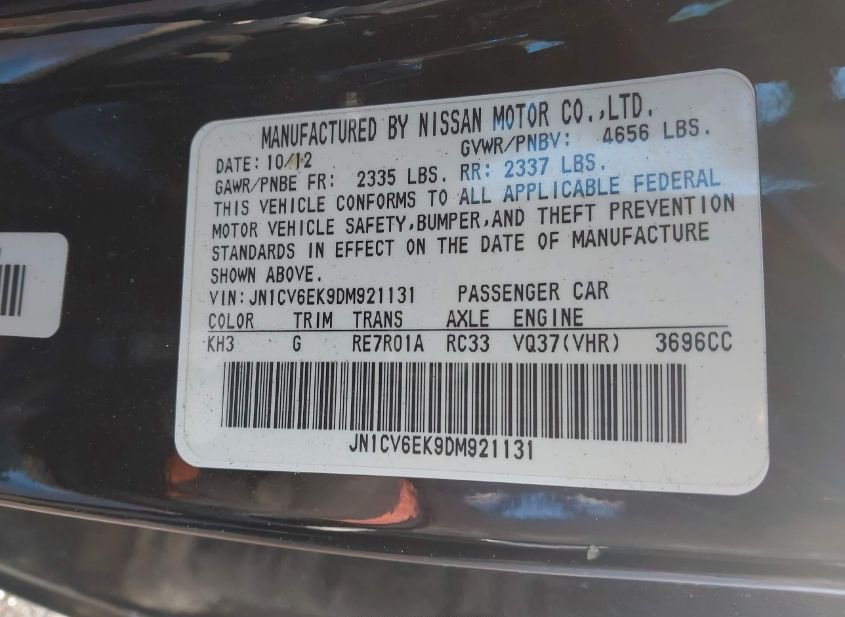 MANUFACTURED BY NISSAN MOTOR CO.,LTD.
DATE: 10/12 GVWR/PNBV: 4656 LBS.
GAWR/PNBE FR: 2335 LBS. RR: 2337 LBS.
THIS VEHICLE CONFORMS TO ALL APPLICABLE FEDERAL
MOTOR VEHICLE SAFETY,BUMPER,AND THEFT PREVENTION
STANDARDS IN EFFECT ON THE DATE OF MANUFACTURE
SHOWN ABOVE.
VIN: JN1CV6EK9DM921131 PASSENGER CAR
COLOR TRIM TRANS AXLE ENGINE
KH3 G RE7R01A RC33 VQ37(VHR) 3696CC
JN1CV6EK9DM921131